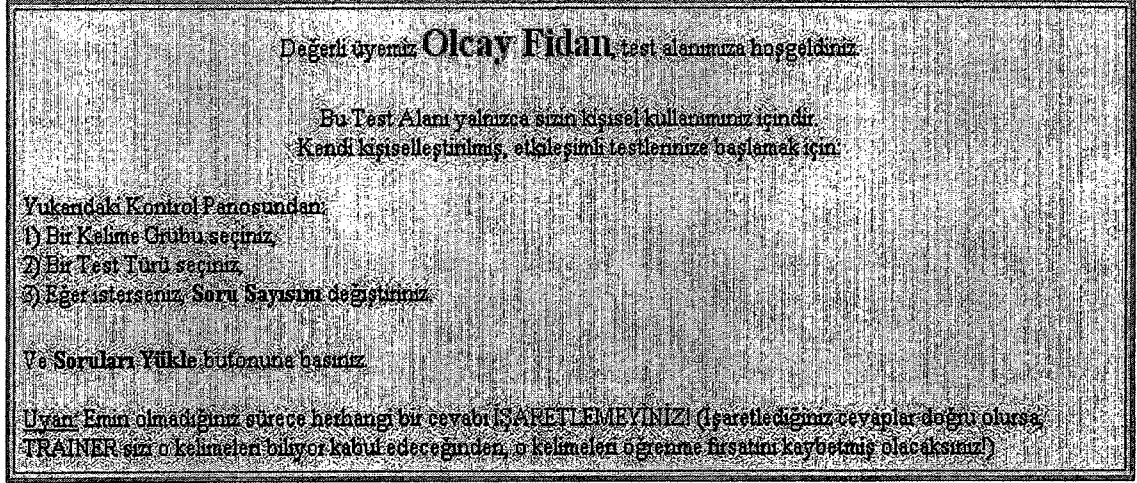 Değerli üyemiz Olcay Fidan, test alanımıza hoşgeldiniz.
Bu Test Alanı yalnızca sizin kişisel kullanımınız içindir.
Kendi kişiselleştirilmiş, etkileşimli testlerinize başlamak için:
Yukarıdaki Kontrol Panosundan;
1) Bir Kelime Grubu seçiniz,
2) Bir Test Türü seçiniz,
3) Eğer isterseniz, Soru Sayısını değiştiriniz.
Ve Soruları Yükle butonuna basınız.
Uyarı: Emin olmadığınız sürece herhangi bir cevabı İŞARETLEMEYİNİZ! (İşaretlediğiniz cevaplar doğru olursa,
TRAINER sizi o kelimeleri biliyor kabul edeceğinden, o kelimeleri öğrenme fırsatını kaybetmiş olacaksınız!)